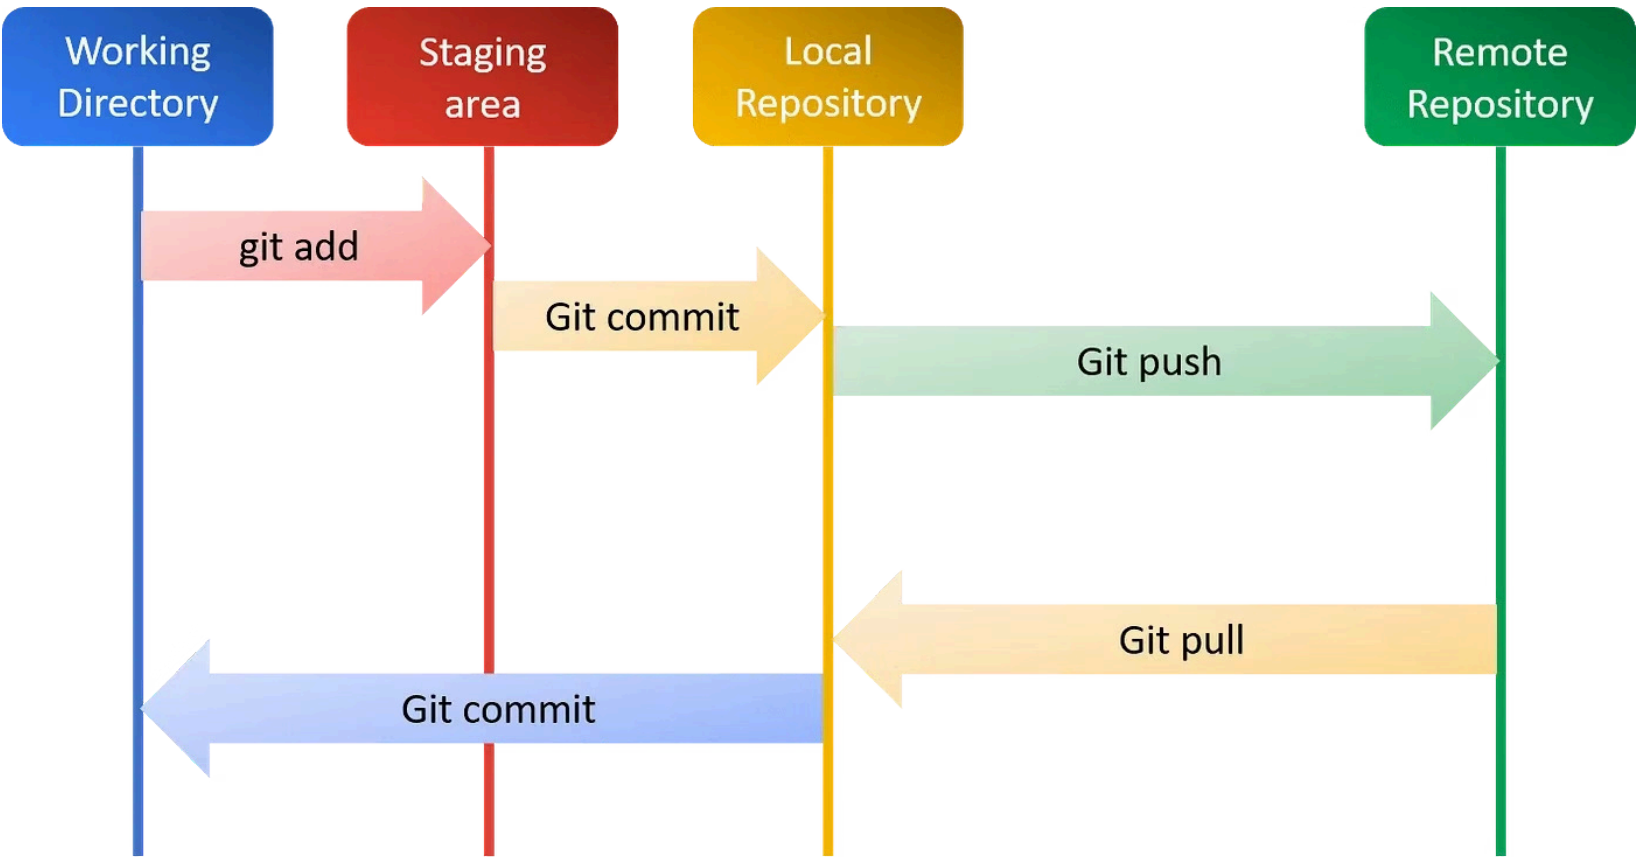 Working
Directory
Staging
area
Local
Repository
Remote
Repository
git add
Git commit
Git push
Git pull
Git commit